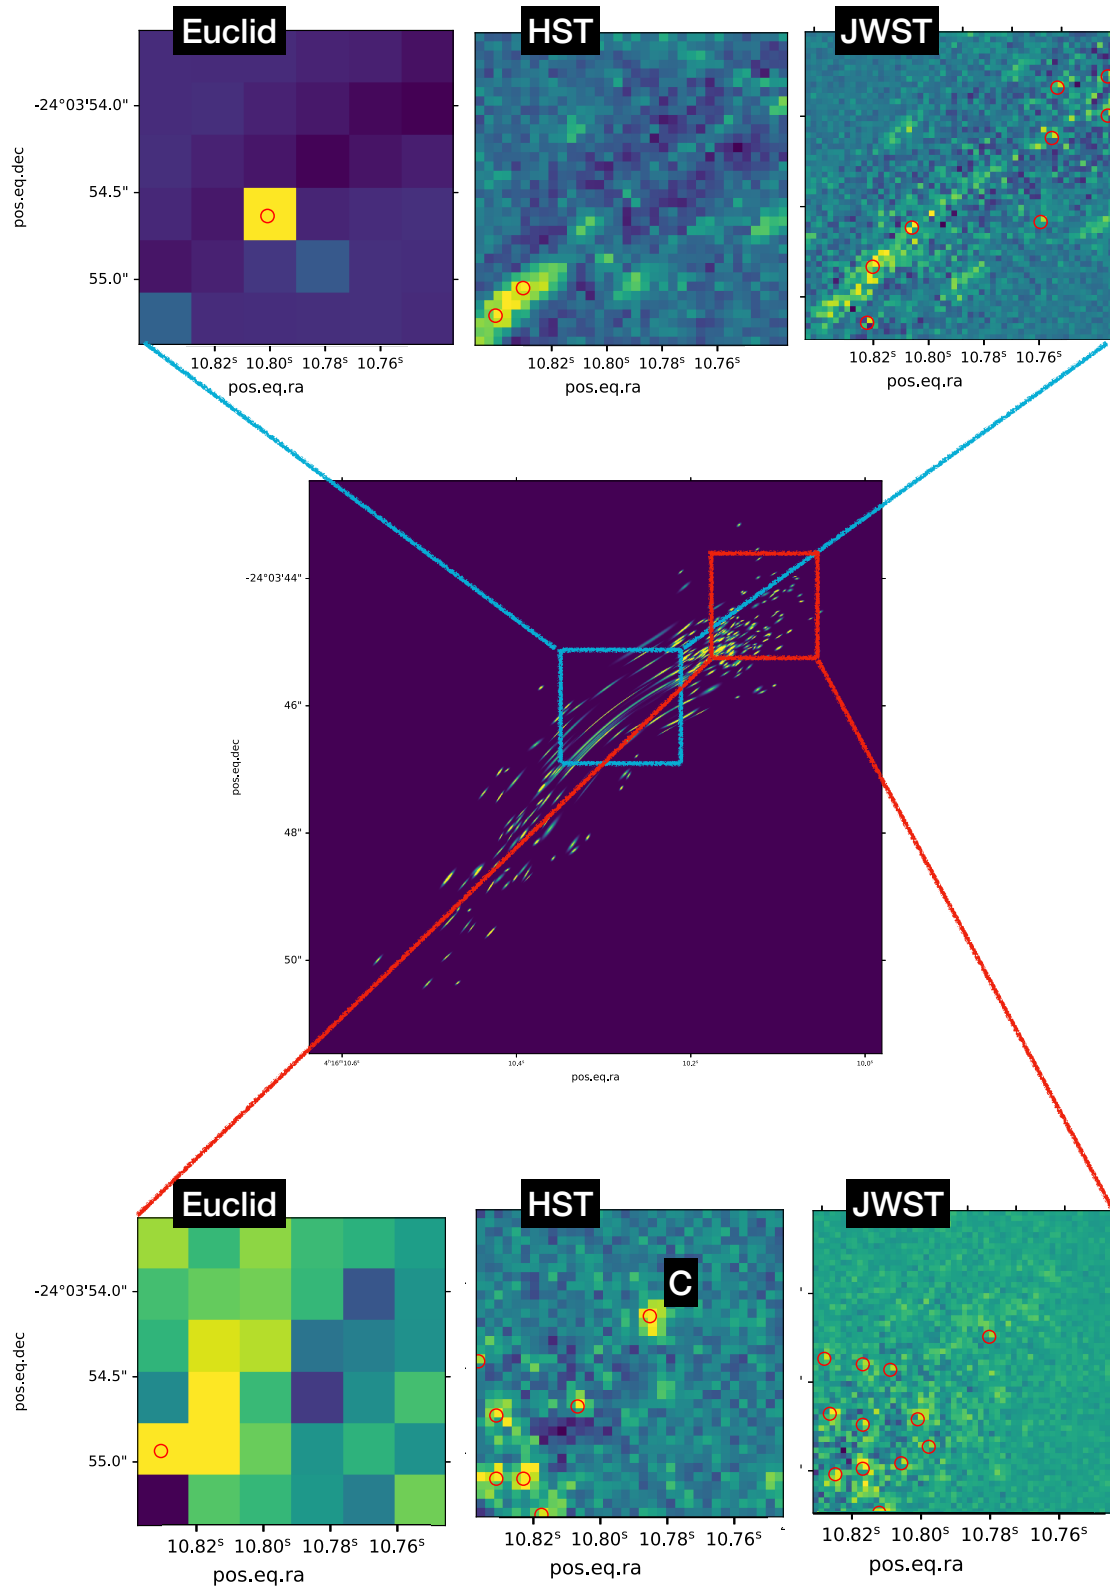 Euclid
HST
JWST
-24°03'54.0"
54.5"
55.0"
pos.eq.dec
10.82ˢ 10.80ˢ 10.78ˢ 10.76ˢ
pos.eq.ra
10.82ˢ 10.80ˢ 10.78ˢ 10.76ˢ
pos.eq.ra
10.82ˢ 10.80ˢ 10.78ˢ 10.76ˢ
pos.eq.ra
-24°03'44"
46"
48"
50"
pos.eq.dec
4ʰ16ᵐ10.6ˢ 10.4ˢ 10.2ˢ 10.0ˢ
pos.eq.ra
Euclid
HST
JWST
C
-24°03'54.0"
54.5"
55.0"
pos.eq.dec
10.82ˢ 10.80ˢ 10.78ˢ 10.76ˢ
pos.eq.ra
10.82ˢ 10.80ˢ 10.78ˢ 10.76ˢ
pos.eq.ra
10.82ˢ 10.80ˢ 10.78ˢ 10.76ˢ
pos.eq.ra